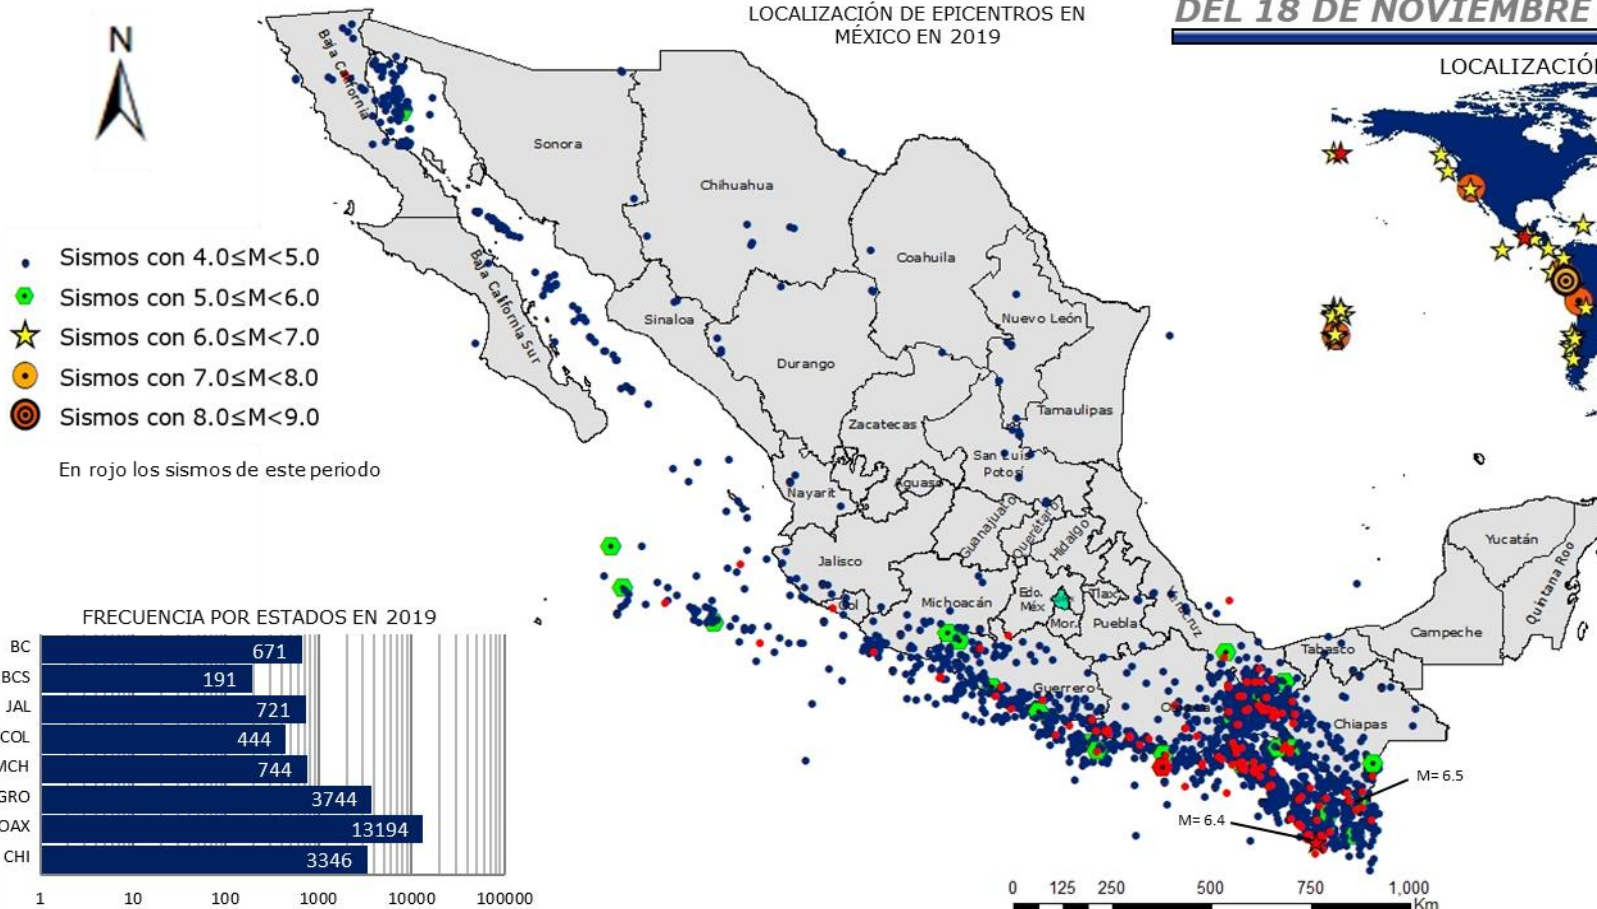 LOCALIZACIÓN DE EPICENTROS EN
MÉXICO EN 2019
DEL 18 DE NOVIEMBRE
LOCALIZACIÓN
N
Baja California
Sonora
Chihuahua
Coahuila
Baja California Sur
Sinaloa
Nuevo León
Durango
Tamaulipas
Zacatecas
San Luis
Potosí
Nayarit
Aguasc
Guanajuato
Querétaro
Hidalgo
Jalisco
Yucatán
Quintana Roo
Col
Michoacán
Edo.
Méx
Tlax.
Mor.
Puebla
Veracruz
Campeche
Tabasco
Guerrero
Oaxaca
Chiapas
M= 6.5
M= 6.4
Sismos con 4.0≤M<5.0
Sismos con 5.0≤M<6.0
Sismos con 6.0≤M<7.0
Sismos con 7.0≤M<8.0
Sismos con 8.0≤M<9.0
En rojo los sismos de este periodo
FRECUENCIA POR ESTADOS EN 2019
BC 671
BCS 191
JAL 721
COL 444
MCH 744
GRO 3744
OAX 13194
CHI 3346
1 10 100 1000 10000 100000
0 125 250 500 750 1,000
Km